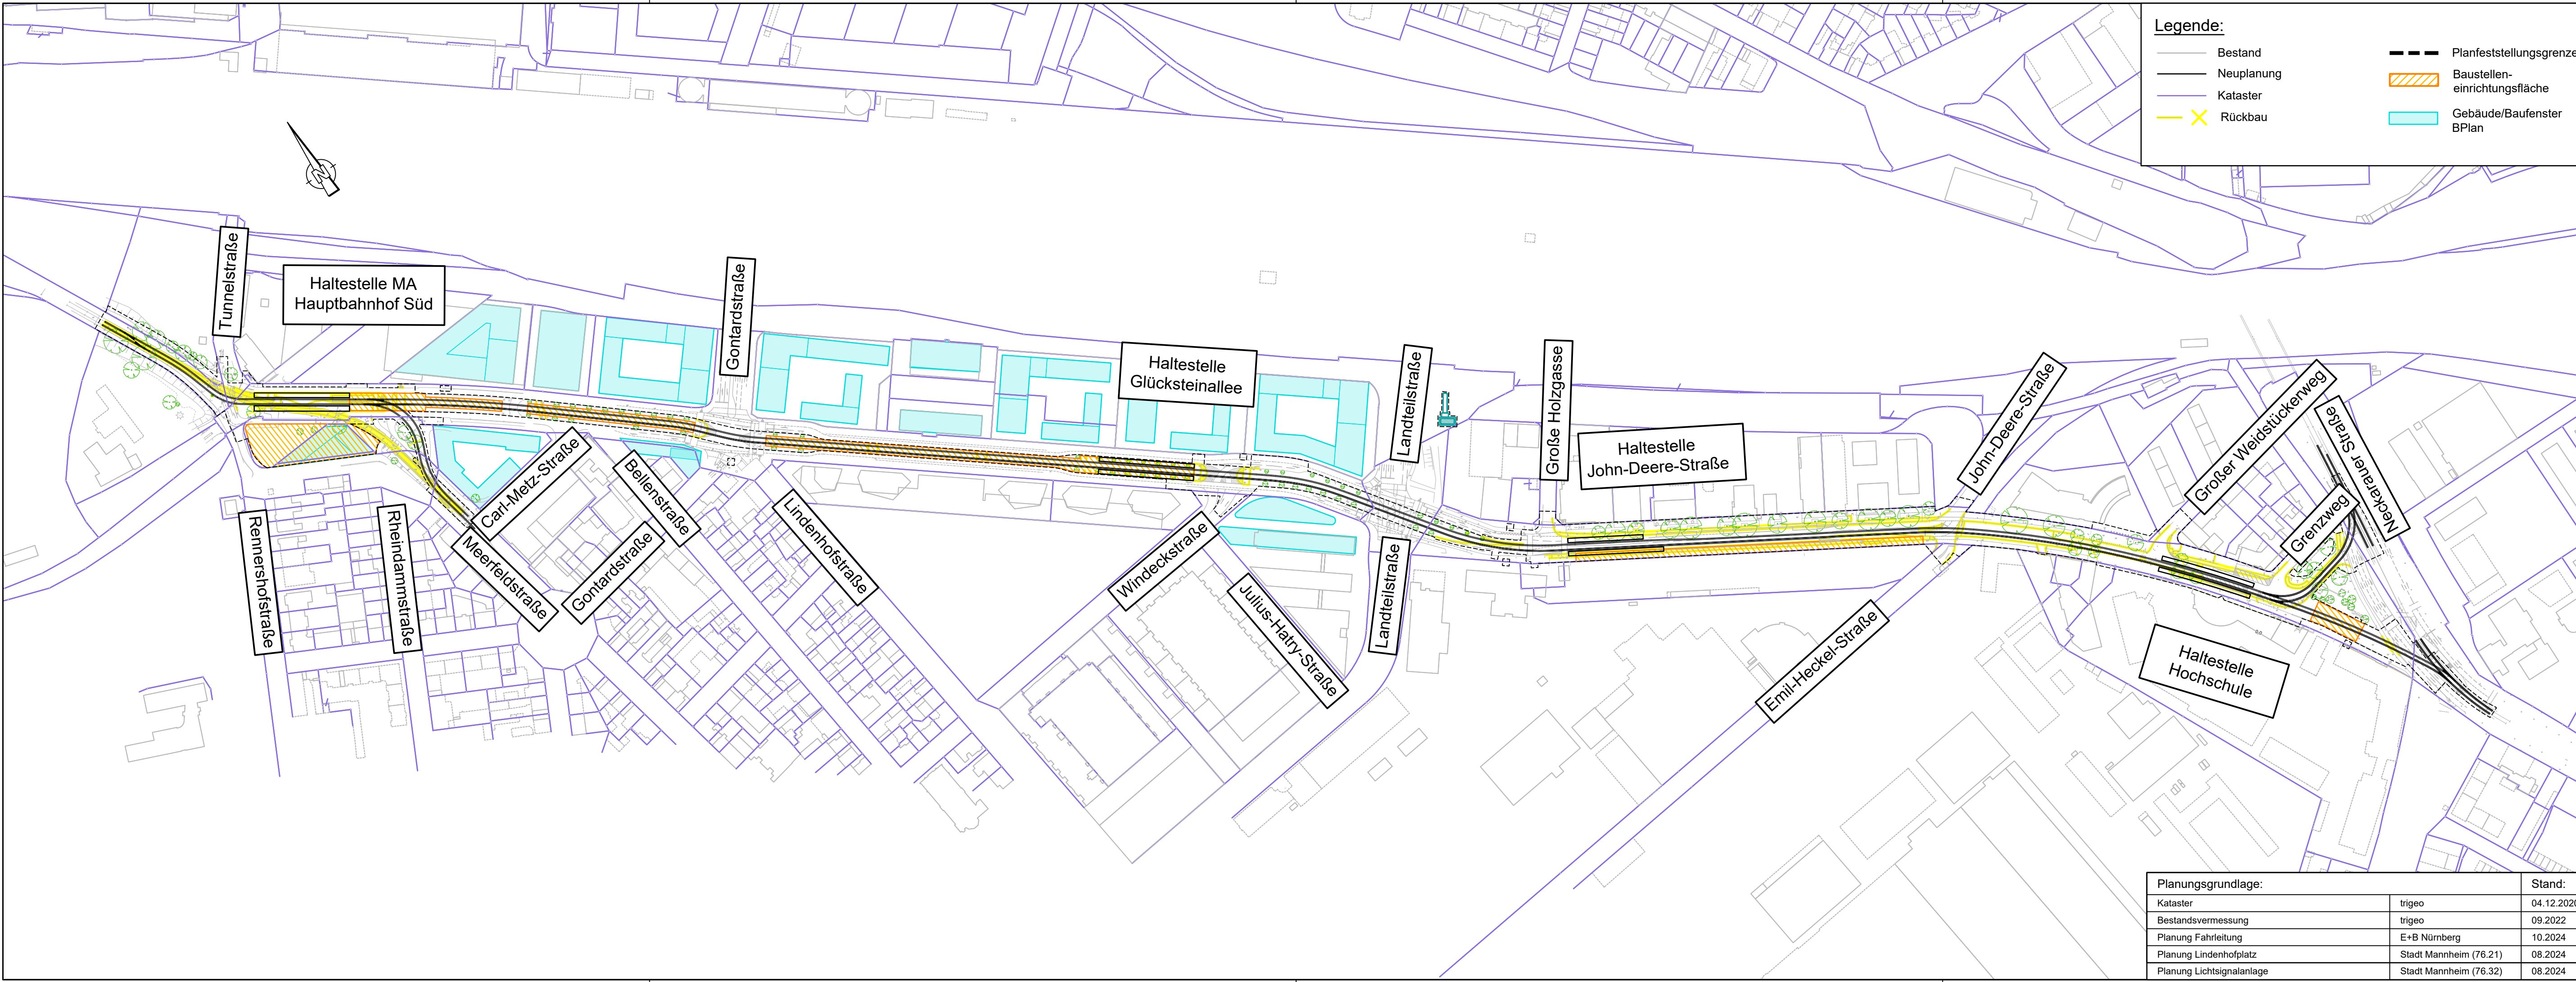 Legende:
Bestand
Neuplanung
Kataster
Rückbau
Planfeststellungsgrenze
Baustellen-
einrichtungsfläche
Gebäude/Baufenster
BPlan
N
Tunnelstraße
Haltestelle MA
Hauptbahnhof Süd
Gontardstraße
Haltestelle
Glücksteinallee
Landteilstraße
Große Holzgasse
Haltestelle
John-Deere-Straße
John-Deere-Straße
Großer Weidstückerweg
Neckarauer Straße
Grenzweg
Rennershofstraße
Rheindammstraße
Carl-Metz-Straße
Meerfeldstraße
Gontardstraße
Bellenstraße
Lindenhofstraße
Windeckstraße
Julius-Hatry-Straße
Landteilstraße
Emil-Heckel-Straße
Haltestelle
Hochschule
Planungsgrundlage: Stand:
Kataster trigeo 04.12.2020
Bestandsvermessung trigeo 09.2022
Planung Fahrleitung E+B Nürnberg 10.2024
Planung Lindenhofplatz Stadt Mannheim (76.21) 08.2024
Planung Lichtsignalanlage Stadt Mannheim (76.32) 08.2024